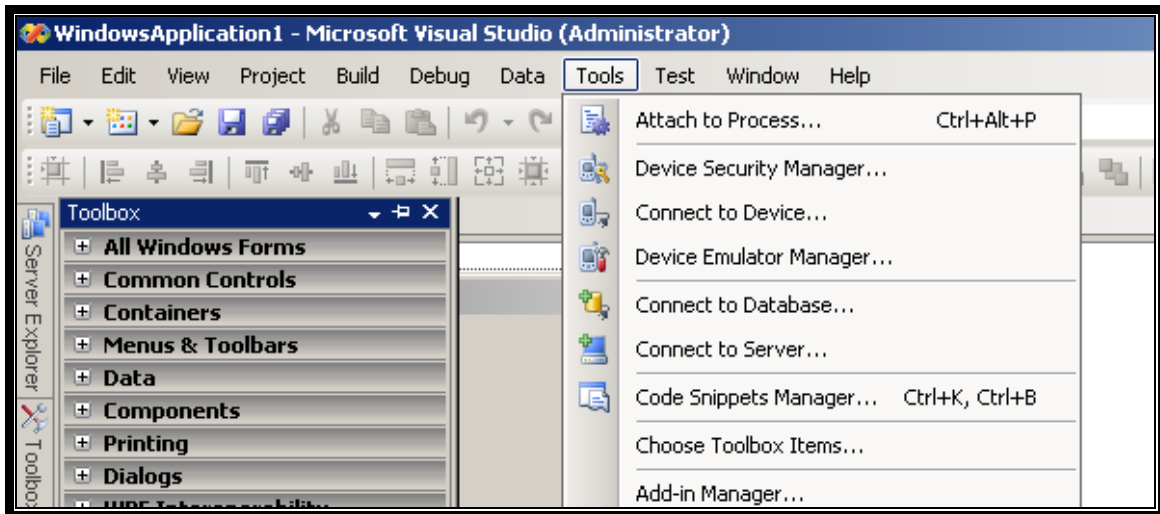 WindowsApplication1 - Microsoft Visual Studio (Administrator)
File Edit View Project Build Debug Data Tools Test Window Help
Attach to Process... Ctrl+Alt+P
Device Security Manager...
Connect to Device...
Device Emulator Manager...
Connect to Database...
Connect to Server...
Code Snippets Manager... Ctrl+K, Ctrl+B
Choose Toolbox Items...
Add-in Manager...
Toolbox
All Windows Forms
Common Controls
Containers
Menus & Toolbars
Data
Components
Printing
Dialogs
WPF Interoperability
Server Explorer
Toolbox